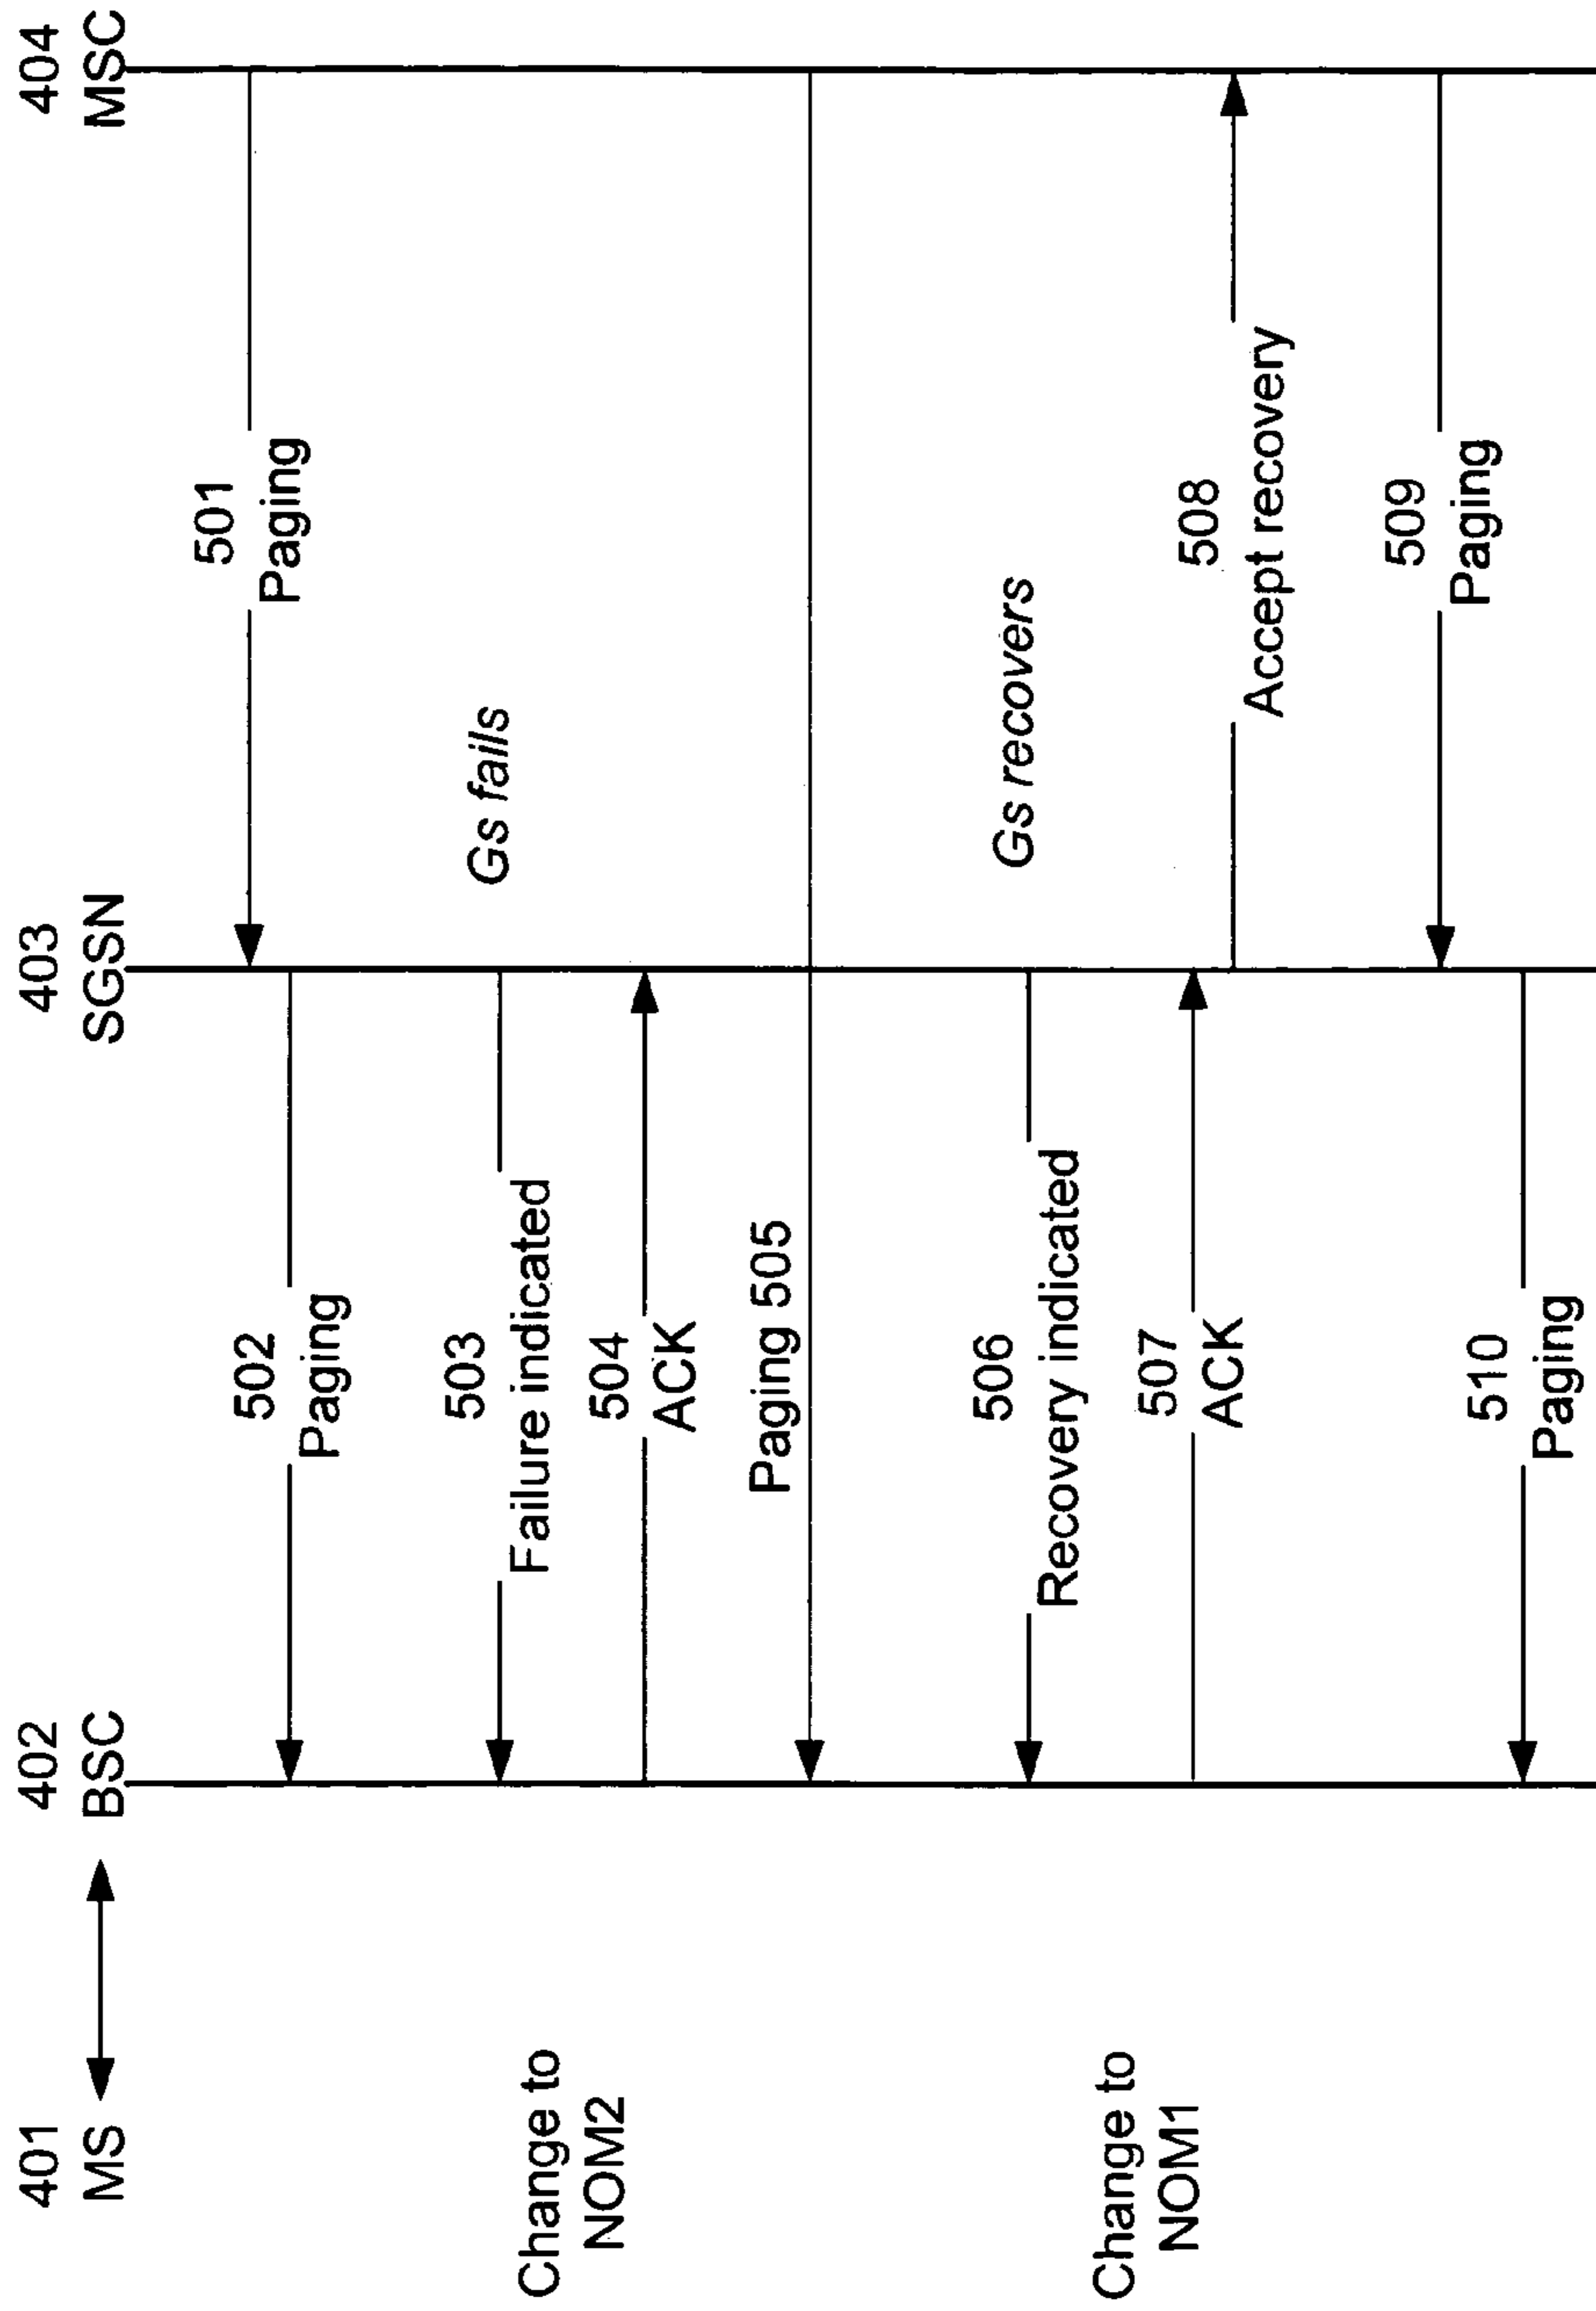 401
MS
402
BSC
403
SGSN
404
MSC
501
Paging
502
Paging
Gs fails
503
Failure indicated
Change to
NOM2
504
ACK
Paging 505
Gs recovers
506
Recovery indicated
Change to
NOM1
507
ACK
508
Accept recovery
509
Paging
510
Paging